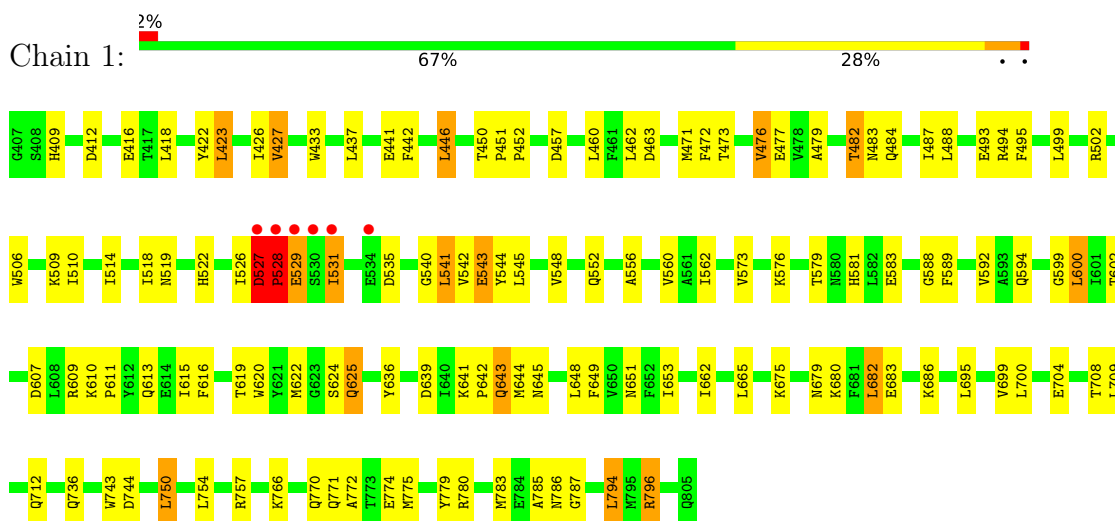 2%
Chain 1:
67% 28% • •
G407 S408 H409 D412 E416 T417 L418 Y422 L423 I426 V427 W433 L437 E441 F442 L446 T450 P451 P452 D457 L460 F461 L462 D463 M471 F472 T473 V476 E477 V478 A479 T482 N483 Q484 I487 L488 E493 R494 F495 L499 R502
W506 K509 I510 I514 I518 N519 H522 I526 D527 P528 E529 S530 I531 E534 D535 G540 L541 V542 E543 Y544 L545 V548 Q552 A556 V560 A561 I562 V573 K576 T579 N580 H581 L582 E583 G588 F589 V592 A593 Q594 G599 L600 I601 T602
D607 L608 R609 K610 P611 Y612 Q613 E614 I615 F616 T619 W620 Y621 M622 G623 S624 Q625 Y636 D639 I640 K641 P642 Q643 M644 N645 L648 F649 V650 N651 F652 I653 I662 L665 K675 N679 K680 F681 L682 E683 K686 L695 V699 L700 E704 T708 L709
Q712 Q736 W743 D744 L750 L754 R757 K766 Q770 Q771 A772 T773 E774 M775 Y779 R780 M783 E784 A785 N786 G787 L794 M795 R796 Q805